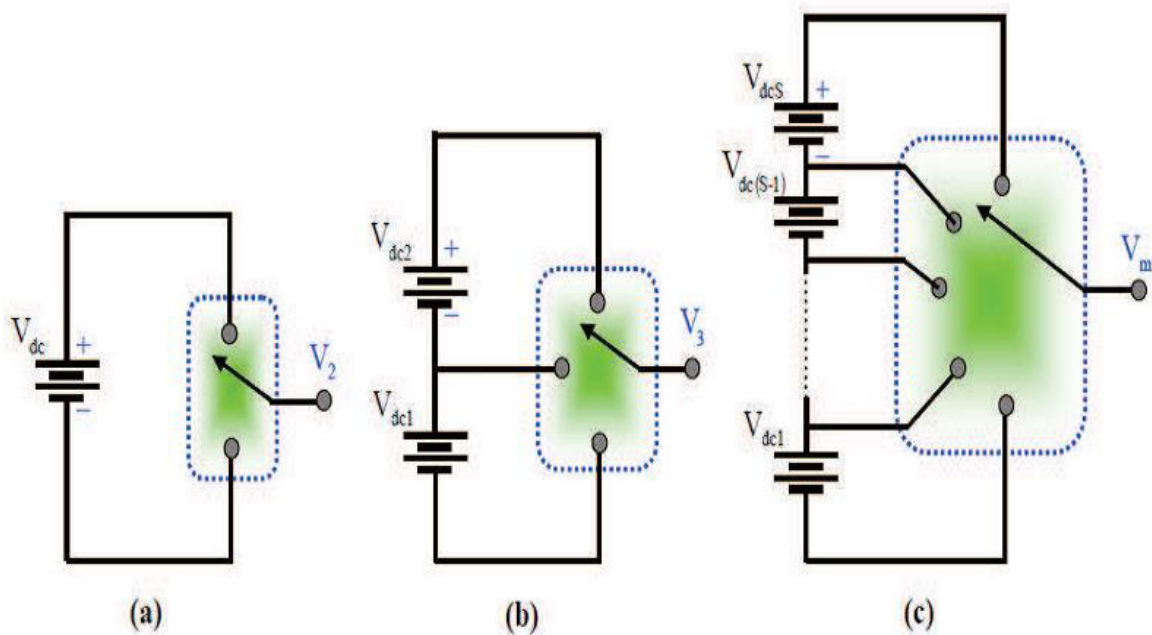 V_dc
+
−
V_2
(a)
V_dc2
+
−
V_dc1
V_3
(b)
V_dcS
+
−
V_dc(S-1)
V_dc1
V_m
(c)